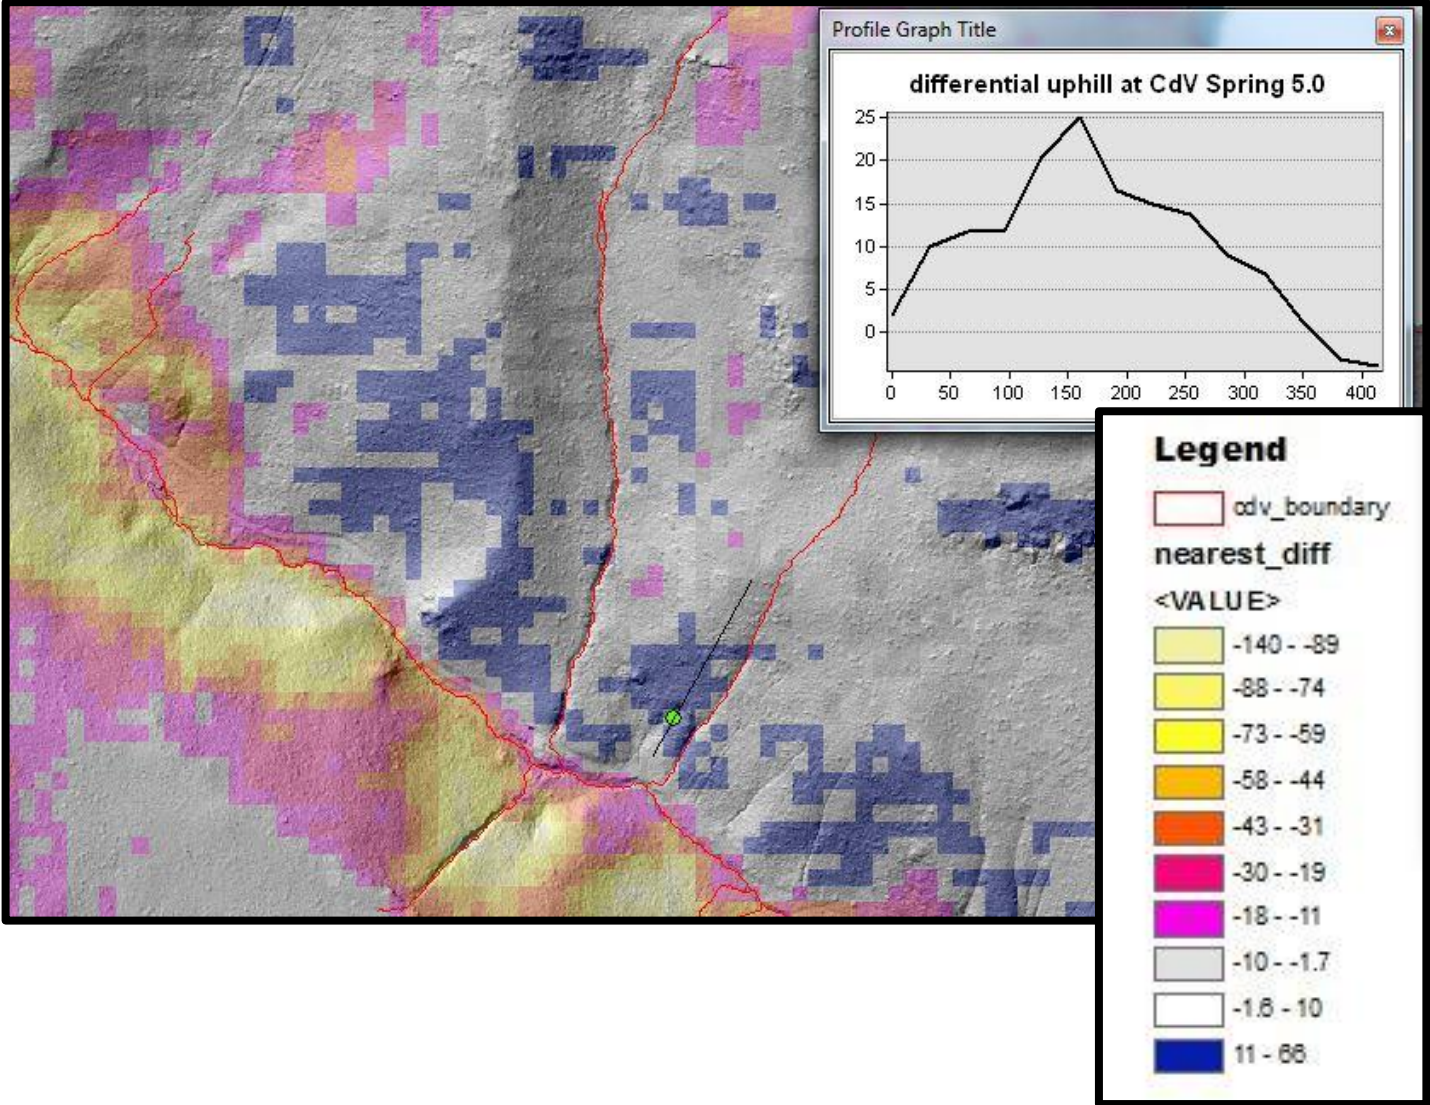 Profile Graph Title
x
differential uphill at CdV Spring 5.0
25
20
15
10
5
0
0 50 100 150 200 250 300 350 400
Legend
cdv_boundary
nearest_diff
<VALUE>
-140 - -89
-88 - -74
-73 - -59
-58 - -44
-43 - -31
-30 - -19
-18 - -11
-10 - -1.7
-1.6 - 10
11 - 66